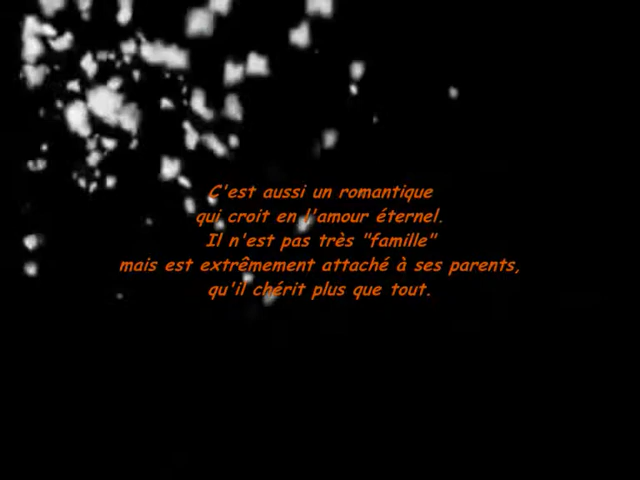 C'est aussi un romantique
qui croit en l'amour éternel.
Il n'est pas très "famille"
mais est extrêmement attaché à ses parents,
qu'il chérit plus que tout.